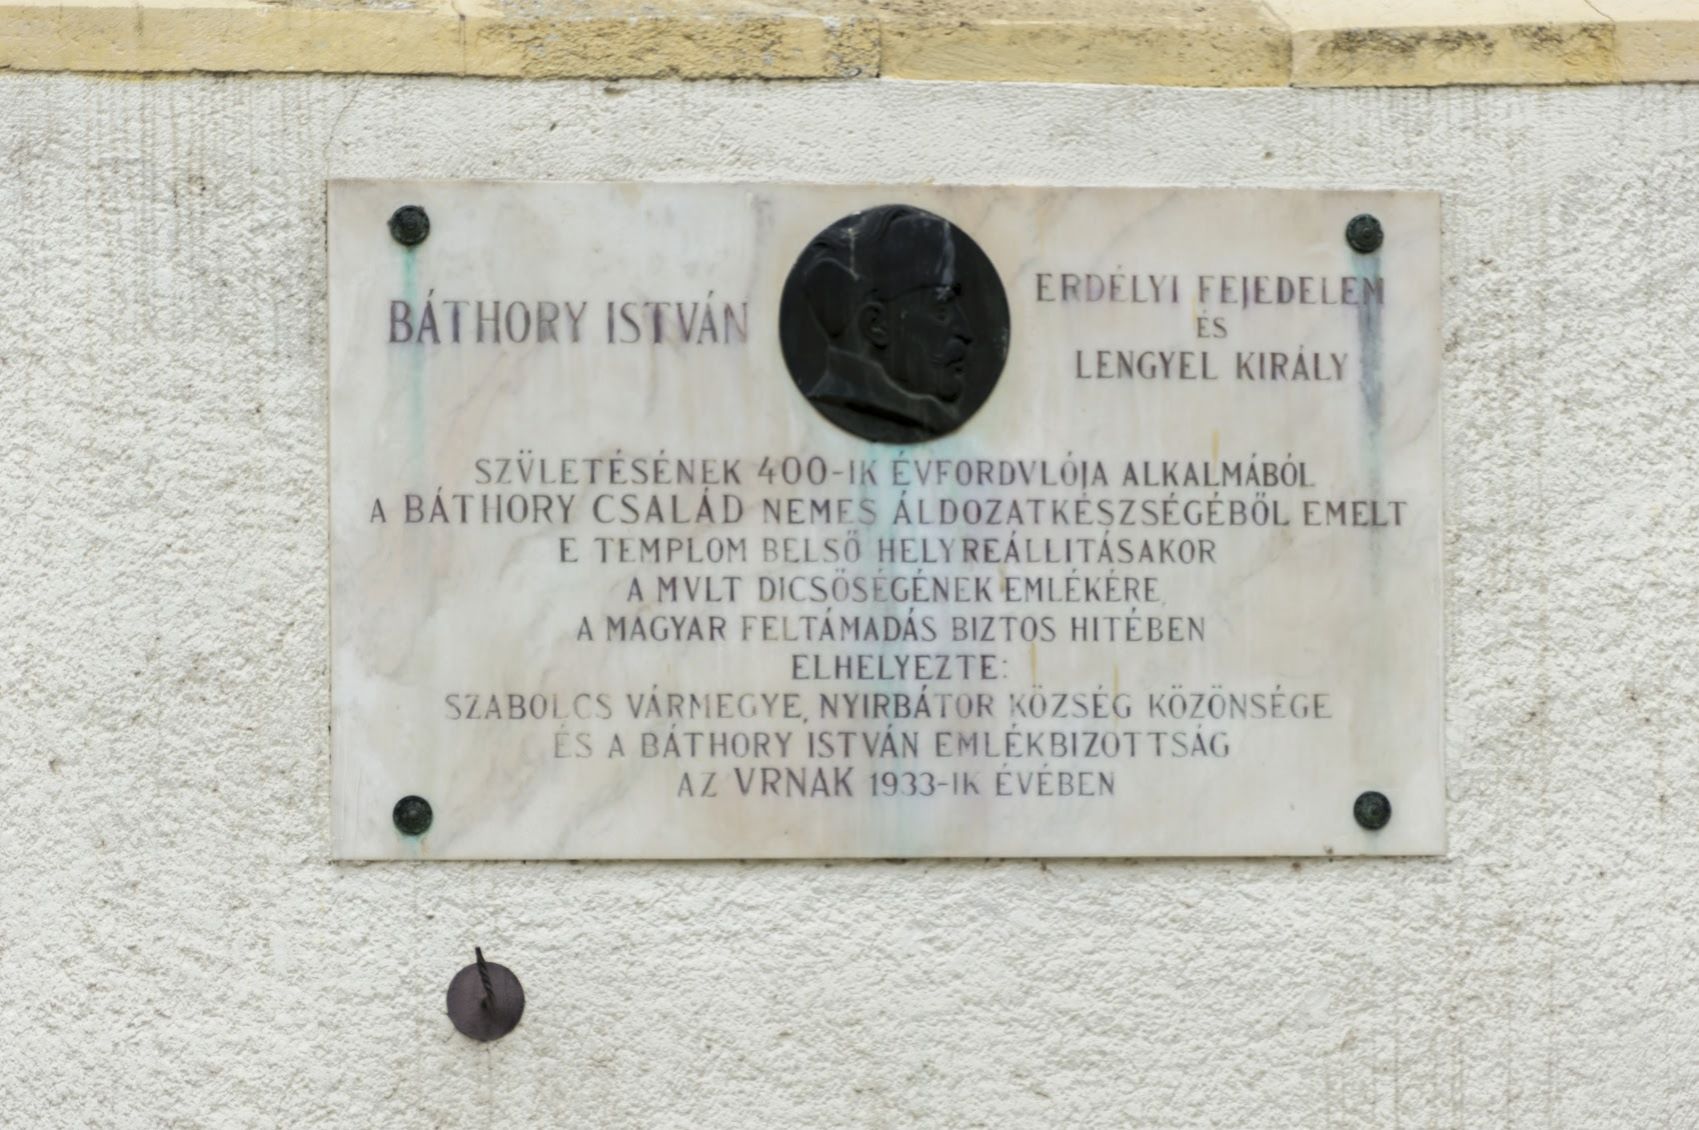 BÁTHORY ISTVÁN
ERDÉLYI FEJEDELEM
ÉS
LENGYEL KIRÁLY
SZÜLETÉSÉNEK 400-IK ÉVFORDVLÓJA ALKALMÁBÓL
A BÁTHORY CSALÁD NEMES ÁLDOZATKÉSZSÉGÉBŐL EMELT
E TEMPLOM BELSŐ HELYREÁLLITÁSAKOR
A MVLT DICSŐSÉGÉNEK EMLÉKÉRE,
A MAGYAR FELTÁMADÁS BIZTOS HITÉBEN
ELHELYEZTE:
SZABOLCS VÁRMEGYE, NYIRBÁTOR KÖZSÉG KÖZÖNSÉGE
ÉS A BÁTHORY ISTVÁN EMLÉKBIZOTTSÁG
AZ VRNAK 1933-IK ÉVÉBEN